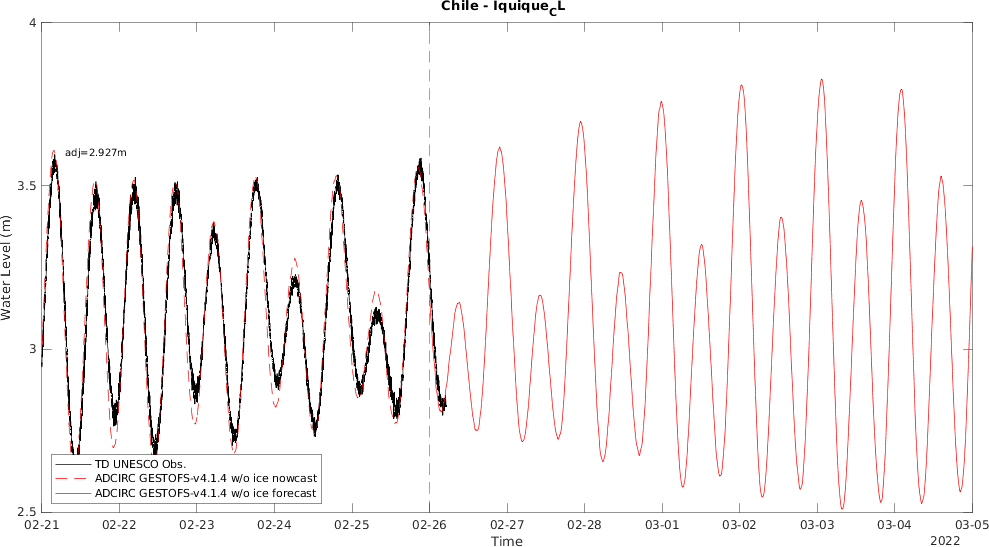 Chile - Iquique_CL
4
3.5
3
2.5
Water Level (m)
adj=2.927m
TD UNESCO Obs.
ADCIRC GESTOFS-v4.1.4 w/o ice nowcast
ADCIRC GESTOFS-v4.1.4 w/o ice forecast
02-21 02-22 02-23 02-24 02-25 02-26 02-27 02-28 03-01 03-02 03-03 03-04 03-05
Time
2022